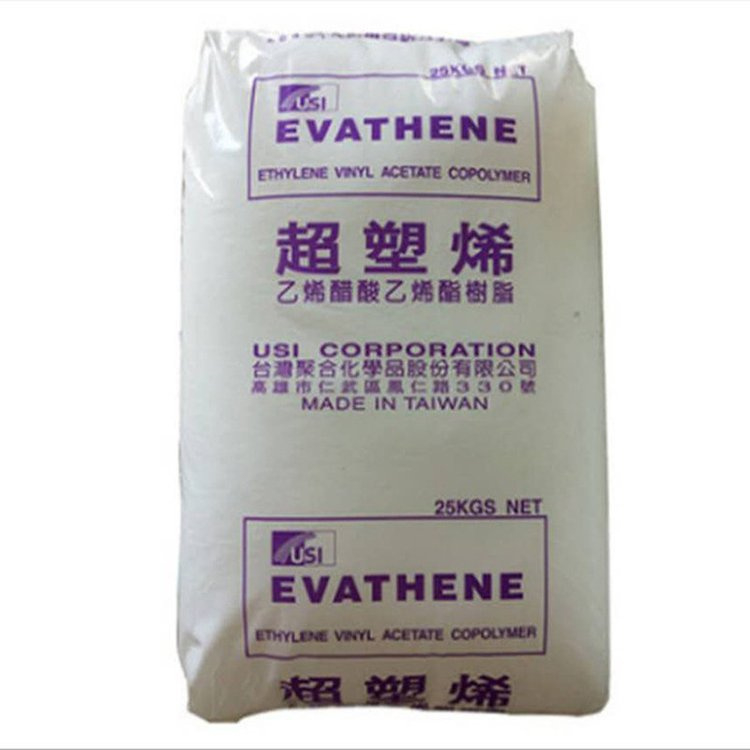 25KGS NET
USI
EVATHENE
ETHYLENE VINYL ACETATE COPOLYMER
超塑烯
乙烯醋酸乙烯酯樹脂
USI CORPORATION
台灣聚合化學品股份有限公司
高雄市仁武區鳳仁路330號
MADE IN TAIWAN
25KGS NET
USI
EVATHENE
ETHYLENE VINYL ACETATE COPOLYMER
超塑烯